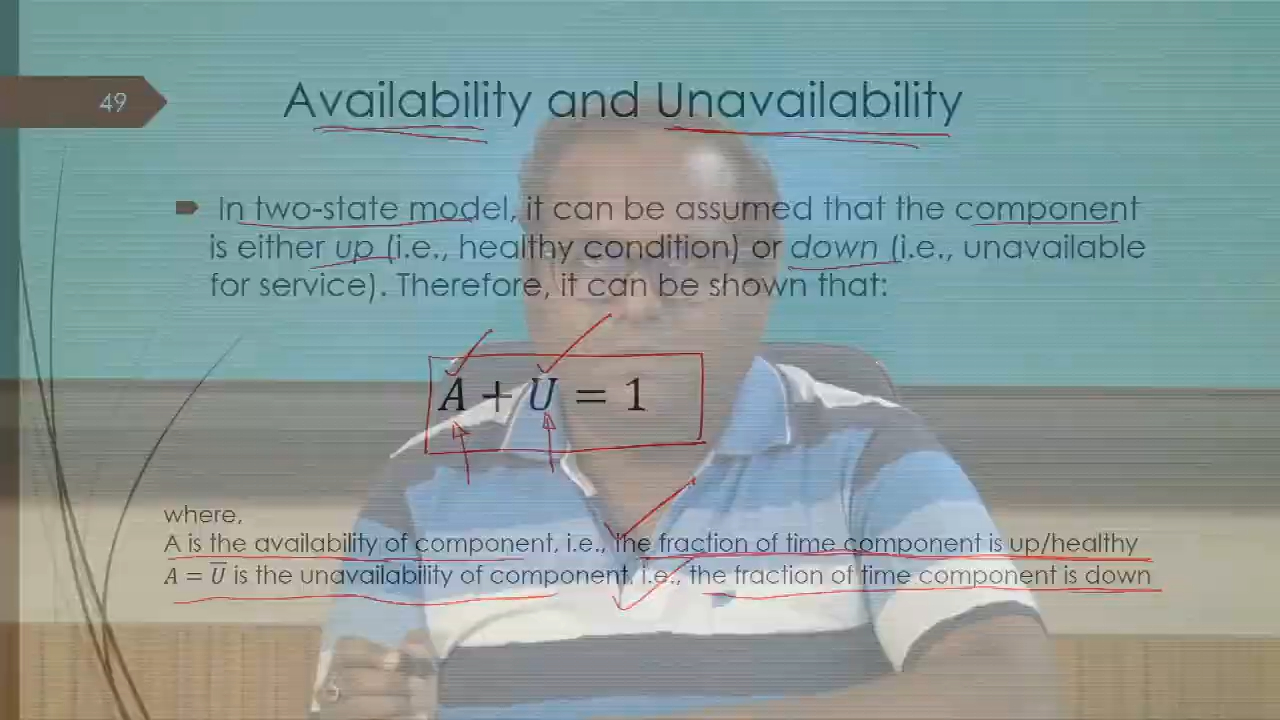 49
Availability and Unavailability
In two-state model, it can be assumed that the component
is either up (i.e., healthy condition) or down (i.e., unavailable
for service). Therefore, it can be shown that:
A + U = 1
where,
A is the availability of component, i.e., the fraction of time component is up/healthy
A = U̅ is the unavailability of component, i.e., the fraction of time component is down